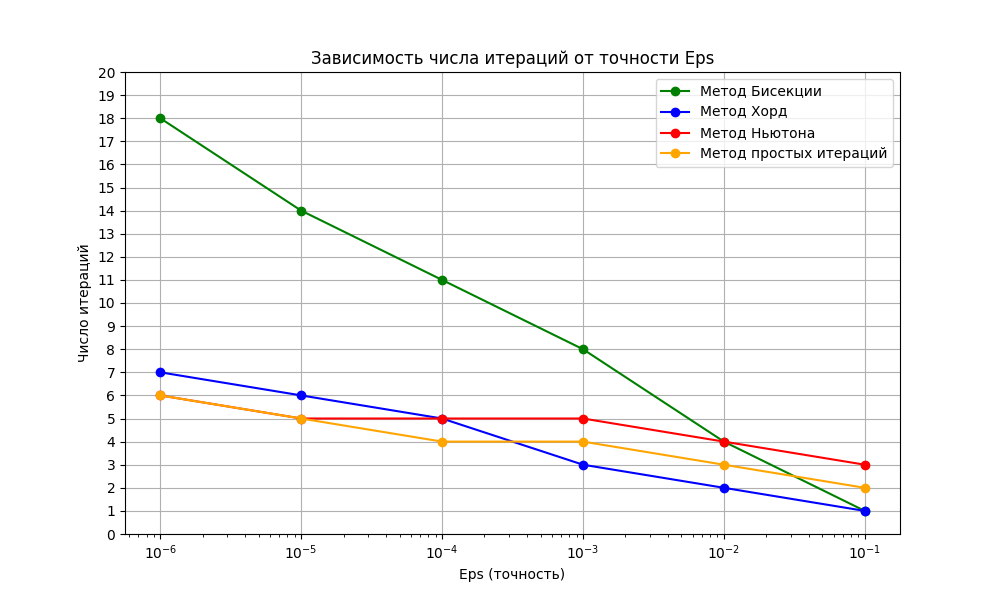 Зависимость числа итераций от точности Eps
Число итераций
20
19
18
17
16
15
14
13
12
11
10
9
8
7
6
5
4
3
2
1
0
Метод Бисекции
Метод Хорд
Метод Ньютона
Метод простых итераций
10⁻⁶ 10⁻⁵ 10⁻⁴ 10⁻³ 10⁻² 10⁻¹
Eps (точность)